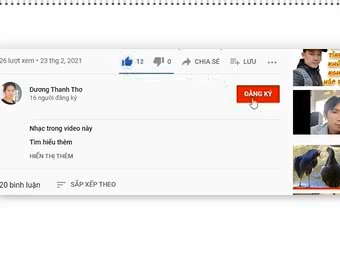 26 lượt xem • 23 thg 2, 2021
12
0
CHIA SẺ
LƯU
Dương Thanh Thơ
16 người đăng ký
ĐĂNG KÝ
Nhạc trong video này
Tìm hiểu thêm
HIỂN THỊ THÊM
20 bình luận
SẮP XẾP THEO